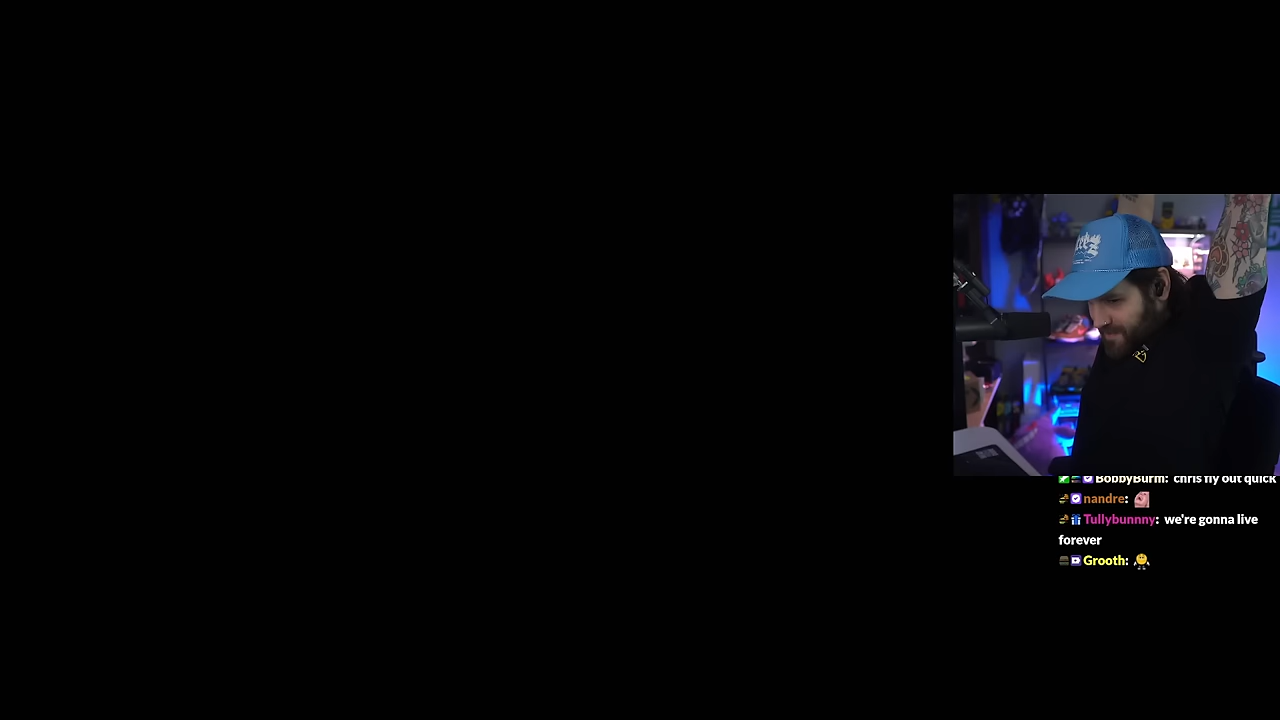 BobbyBurm: chris fly out quick
nandre:
Tullybunnny: we're gonna live
forever
Grooth: